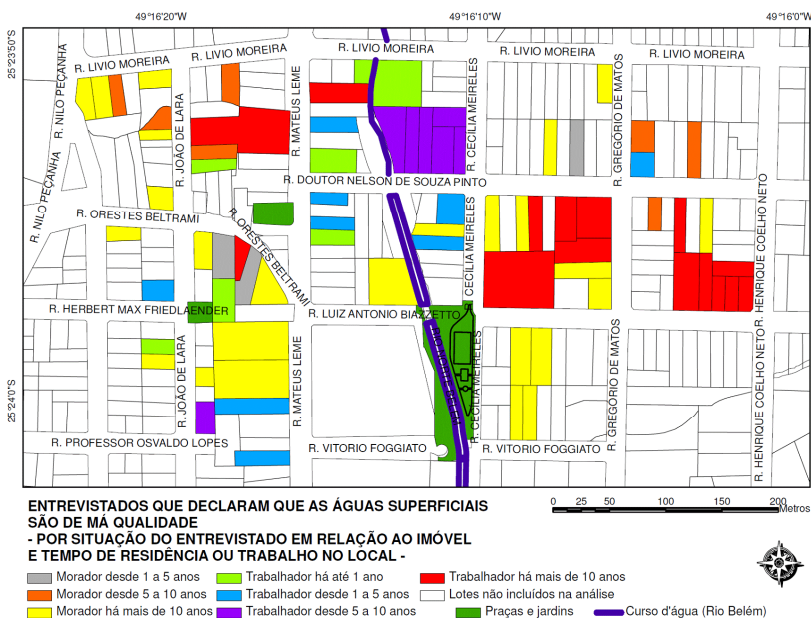 49°16'20"W 49°16'10"W 49°16'0"W
25°23'50"S
25°24'0"S
R. LIVIO MOREIRA
R. LIVIO MOREIRA
R. LIVIO MOREIRA
R. LIVIO MOREIRA
R. LIVIO MOREIRA
R. NILO PEÇANHA
R. NILO PEÇANHA
R. JOÃO DE LARA
R. MATEUS LEME
R. CECILIA MEIRELES
R. GREGÓRIO DE MATOS
R. DOUTOR NELSON DE SOUZA PINTO
R. ORESTES BELTRAMI
R. ORESTES BELTRAMI
R. CECILIA MEIRELES
R. HENRIQUE COELHO NETO
R. HERBERT MAX FRIEDLAENDER
R. LUIZ ANTONIO BIAZZETTO
R. JOÃO DE LARA
R. MATEUS LEME
R. CECILIA MEIRELES
R. GREGÓRIO DE MATOS
R. HENRIQUE COELHO NETO
R. PROFESSOR OSVALDO LOPES
R. VITORIO FOGGIATO
R. VITORIO FOGGIATO
ENTREVISTADOS QUE DECLARAM QUE AS ÁGUAS SUPERFICIAIS
SÃO DE MÁ QUALIDADE
- POR SITUAÇÃO DO ENTREVISTADO EM RELAÇÃO AO IMÓVEL
E TEMPO DE RESIDÊNCIA OU TRABALHO NO LOCAL -
0 25 50 100 150 200
Metros
Morador desde 1 a 5 anos Trabalhador há até 1 ano Trabalhador há mais de 10 anos
Morador desde 5 a 10 anos Trabalhador desde 1 a 5 anos Lotes não incluídos na análise
Morador há mais de 10 anos Trabalhador desde 5 a 10 anos Praças e jardins Curso d'água (Rio Belém)